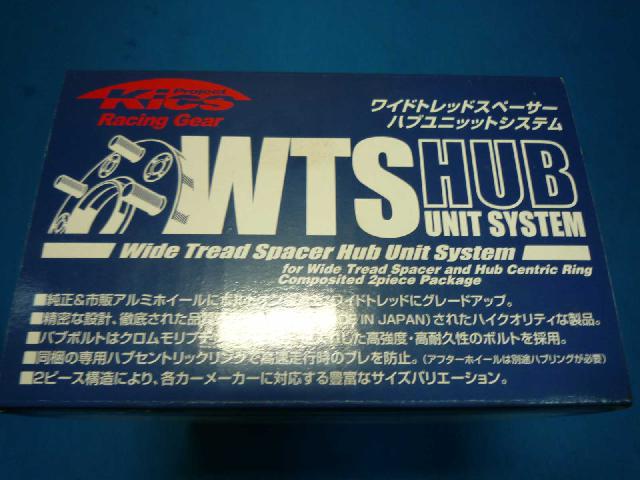 Project
Kics
Racing Gear
ワイドトレッドスペーサー
ハブユニットシステム
WTS HUB
UNIT SYSTEM
Wide Tread Spacer Hub Unit System
for Wide Tread Spacer and Hub Centric Ring
Composited 2piece Package
■純正&市販アルミホイールに ワイドトレッドにグレードアップ。
■精密な設計、徹底された品 IN JAPAN)されたハイクオリティな製品。
■ハブボルトはクロムモリブデ した高強度・高耐久性のボルトを採用。
■同梱の専用ハブセントリックリングで高速走行時のブレを防止。(アフターホイールは別途ハブリングが必要)
■2ピース構造により、各カーメーカーに対応する豊富なサイズバリエーション。